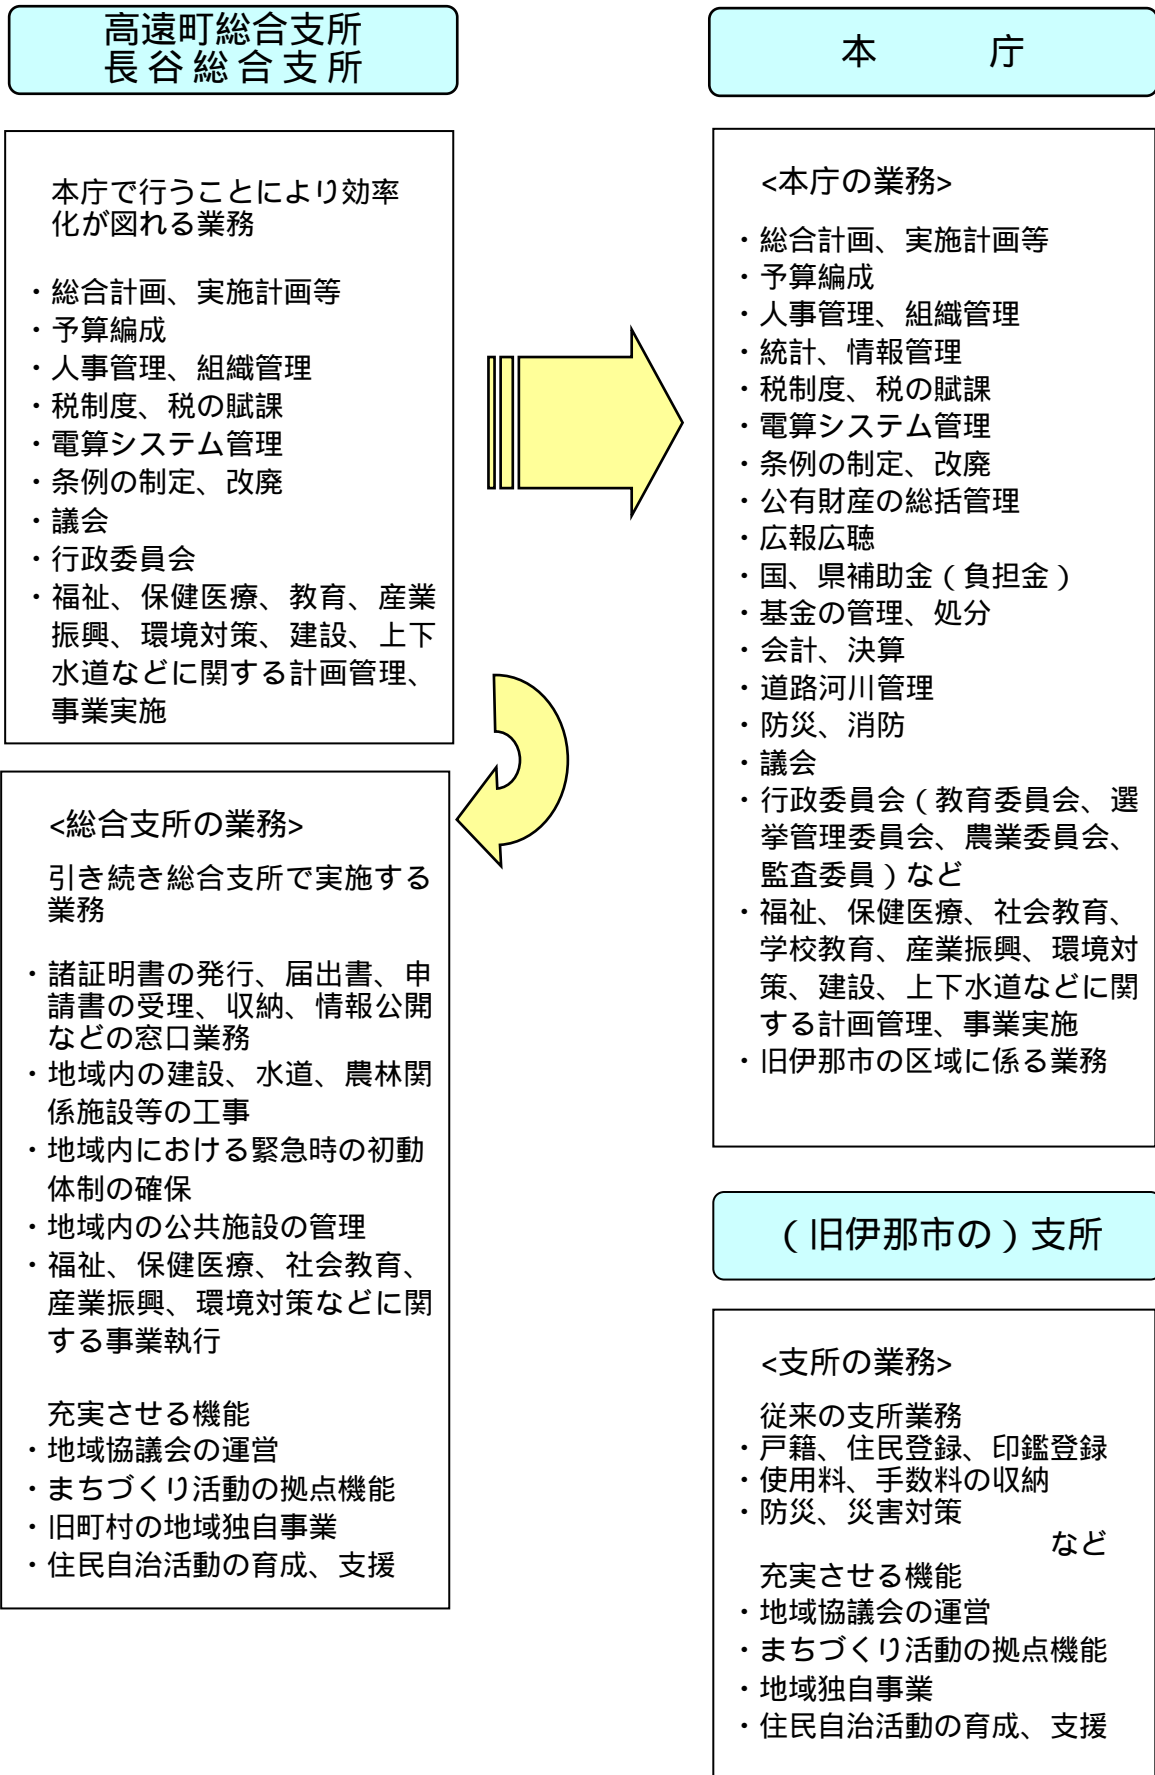 高遠町総合支所
長谷総合支所
本庁で行うことにより効率
化が図れる業務
・総合計画、実施計画等
・予算編成
・人事管理、組織管理
・税制度、税の賦課
・電算システム管理
・条例の制定、改廃
・議会
・行政委員会
・福祉、保健医療、教育、産業
振興、環境対策、建設、上下
水道などに関する計画管理、
事業実施
<総合支所の業務>
引き続き総合支所で実施する
業務
・諸証明書の発行、届出書、申
請書の受理、収納、情報公開
などの窓口業務
・地域内の建設、水道、農林関
係施設等の工事
・地域内における緊急時の初動
体制の確保
・地域内の公共施設の管理
・福祉、保健医療、社会教育、
産業振興、環境対策などに関
する事業執行
充実させる機能
・地域協議会の運営
・まちづくり活動の拠点機能
・旧町村の地域独自事業
・住民自治活動の育成、支援
本　　　庁
<本庁の業務>
・総合計画、実施計画等
・予算編成
・人事管理、組織管理
・統計、情報管理
・税制度、税の賦課
・電算システム管理
・条例の制定、改廃
・公有財産の総括管理
・広報広聴
・国、県補助金（負担金）
・基金の管理、処分
・会計、決算
・道路河川管理
・防災、消防
・議会
・行政委員会（教育委員会、選
挙管理委員会、農業委員会、
監査委員）など
・福祉、保健医療、社会教育、
学校教育、産業振興、環境対
策、建設、上下水道などに関
する計画管理、事業実施
・旧伊那市の区域に係る業務
（旧伊那市の）支所
<支所の業務>
従来の支所業務
・戸籍、住民登録、印鑑登録
・使用料、手数料の収納
・防災、災害対策
など
充実させる機能
・地域協議会の運営
・まちづくり活動の拠点機能
・地域独自事業
・住民自治活動の育成、支援